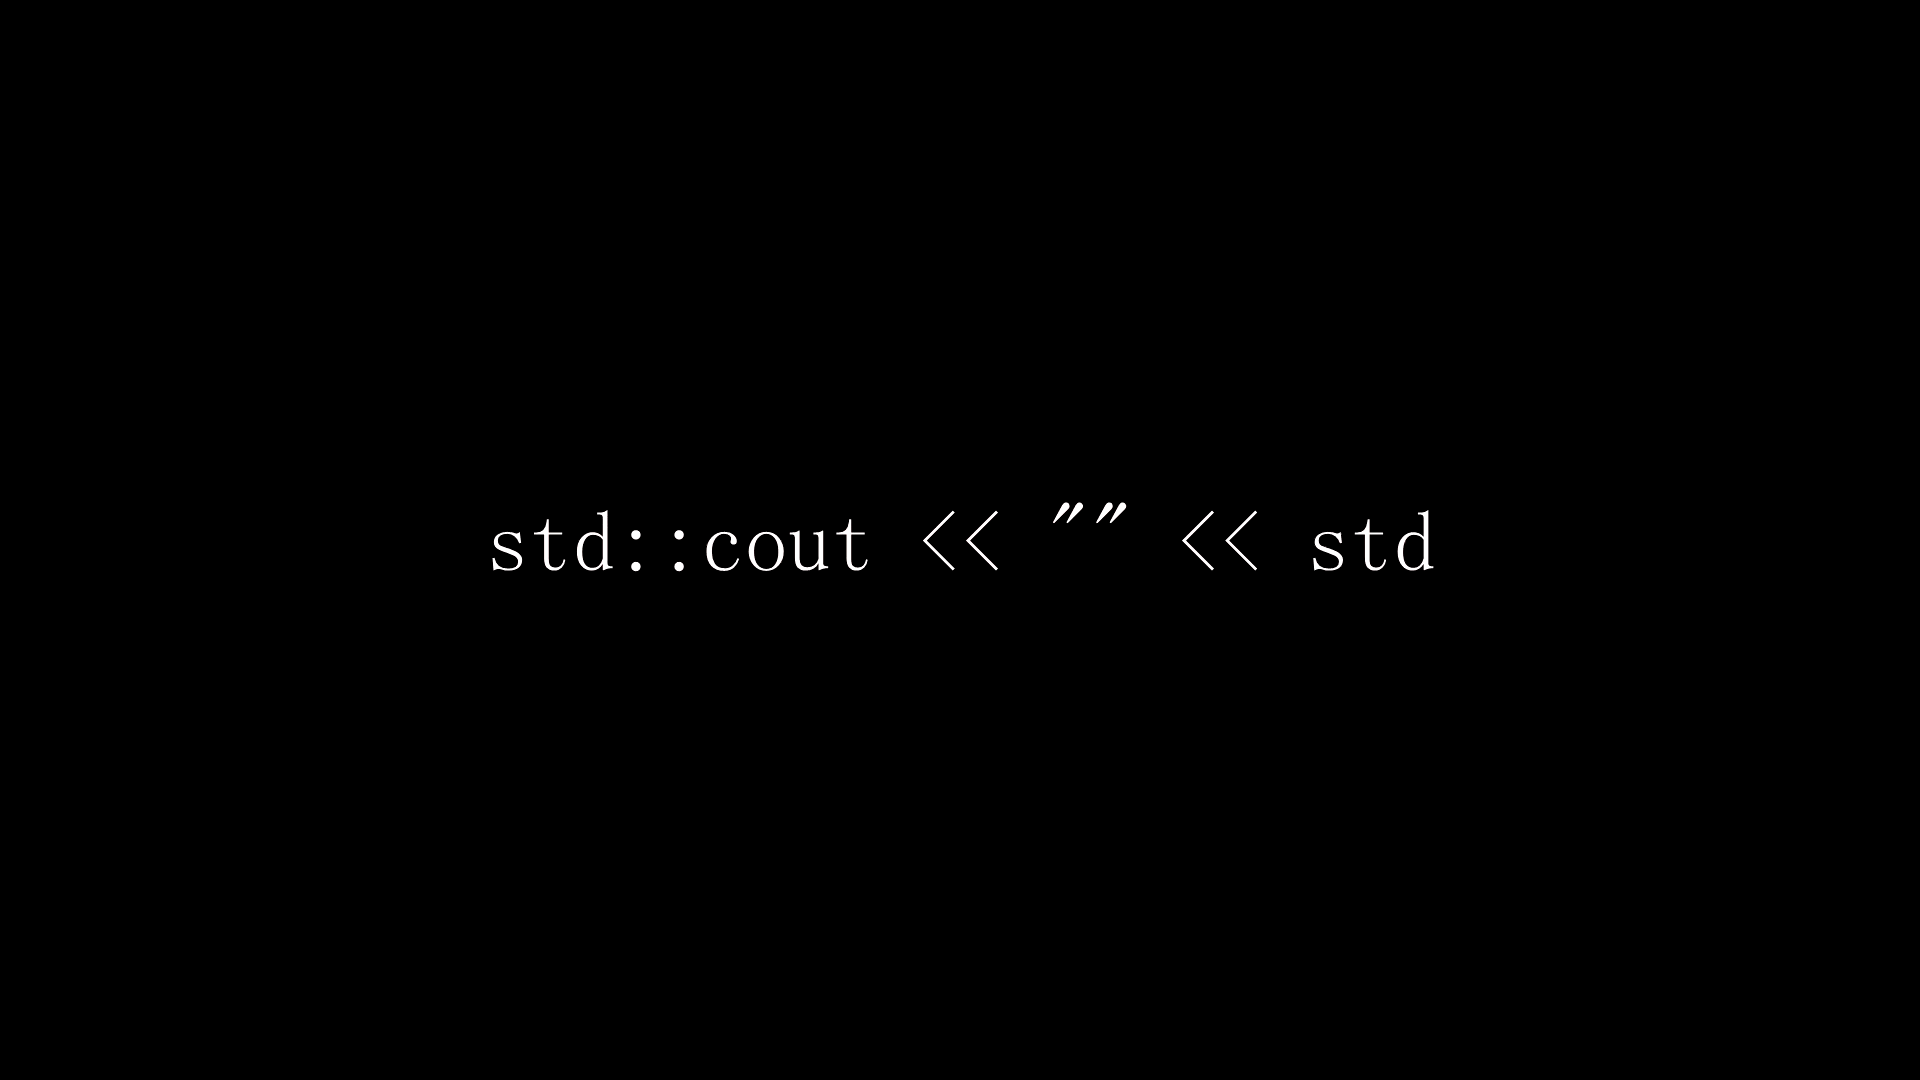 std::cout << "" << std